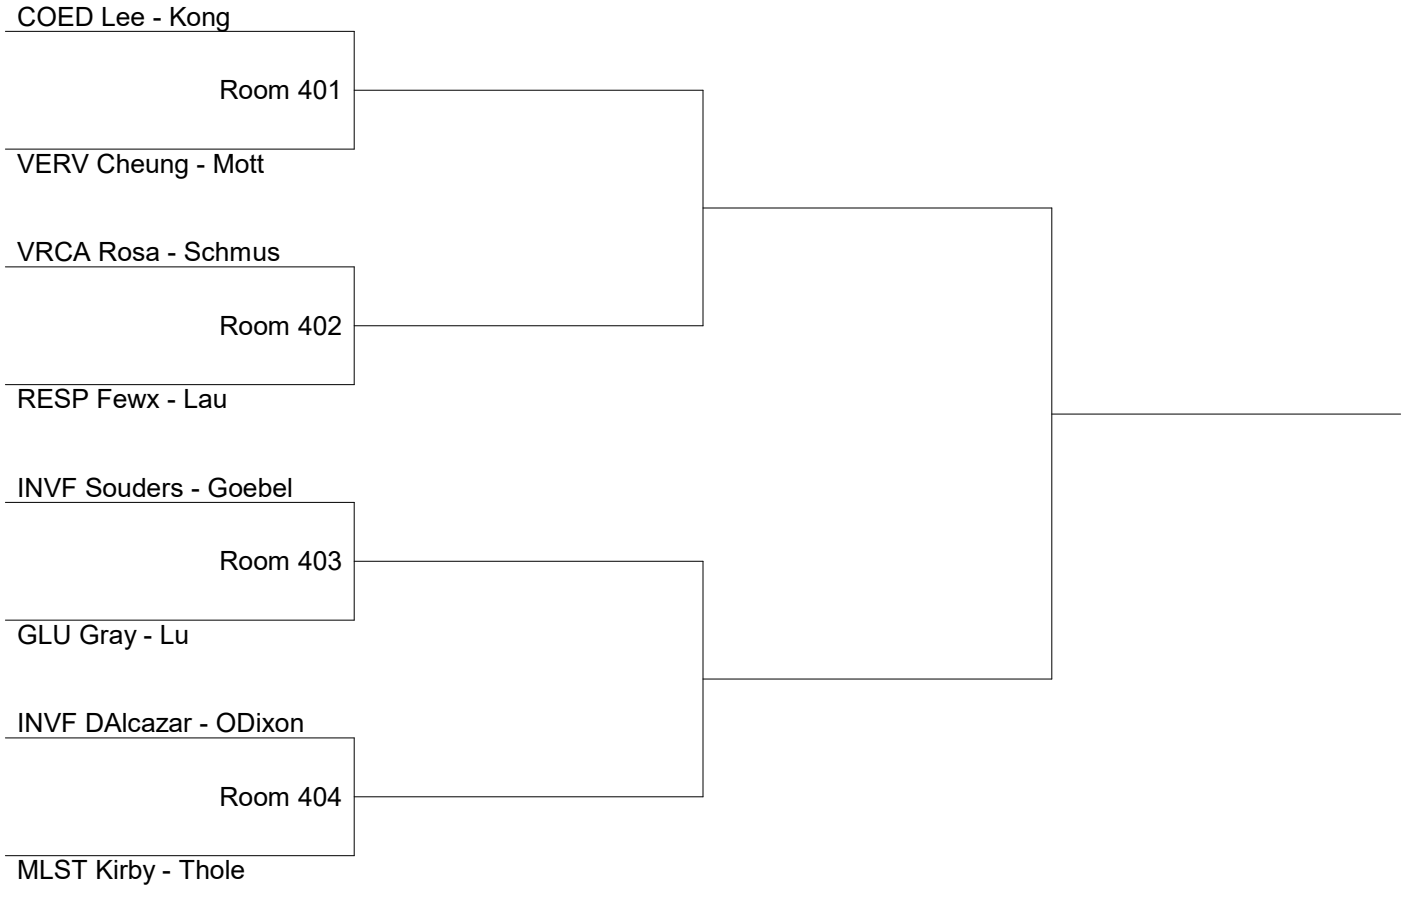 COED Lee - Kong
Room 401
VERV Cheung - Mott
VRCA Rosa - Schmus
Room 402
RESP Fewx - Lau
INVF Souders - Goebel
Room 403
GLU Gray - Lu
INVF DAlcazar - ODixon
Room 404
MLST Kirby - Thole